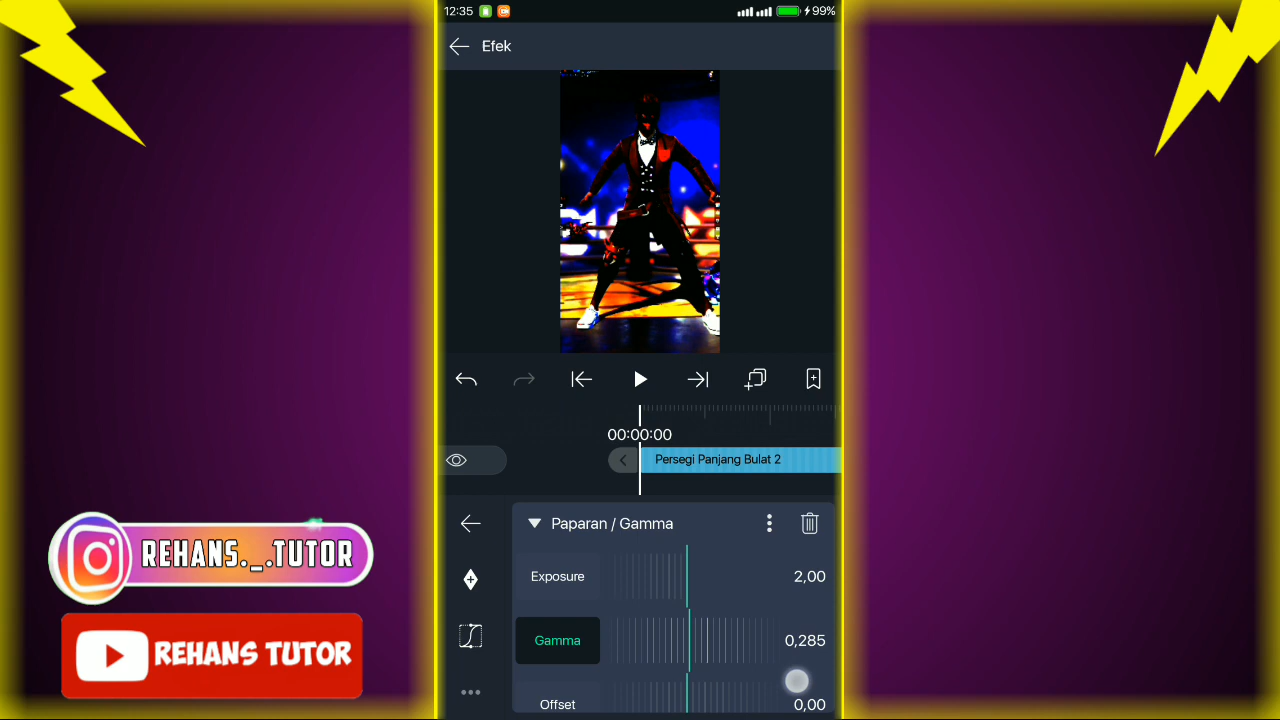 12:35
99%
Efek
00:00:00
Persegi Panjang Bulat 2
Paparan / Gamma
Exposure
2,00
Gamma
0,285
Offset
0,00
REHANS._.TUTOR
REHANS TUTOR